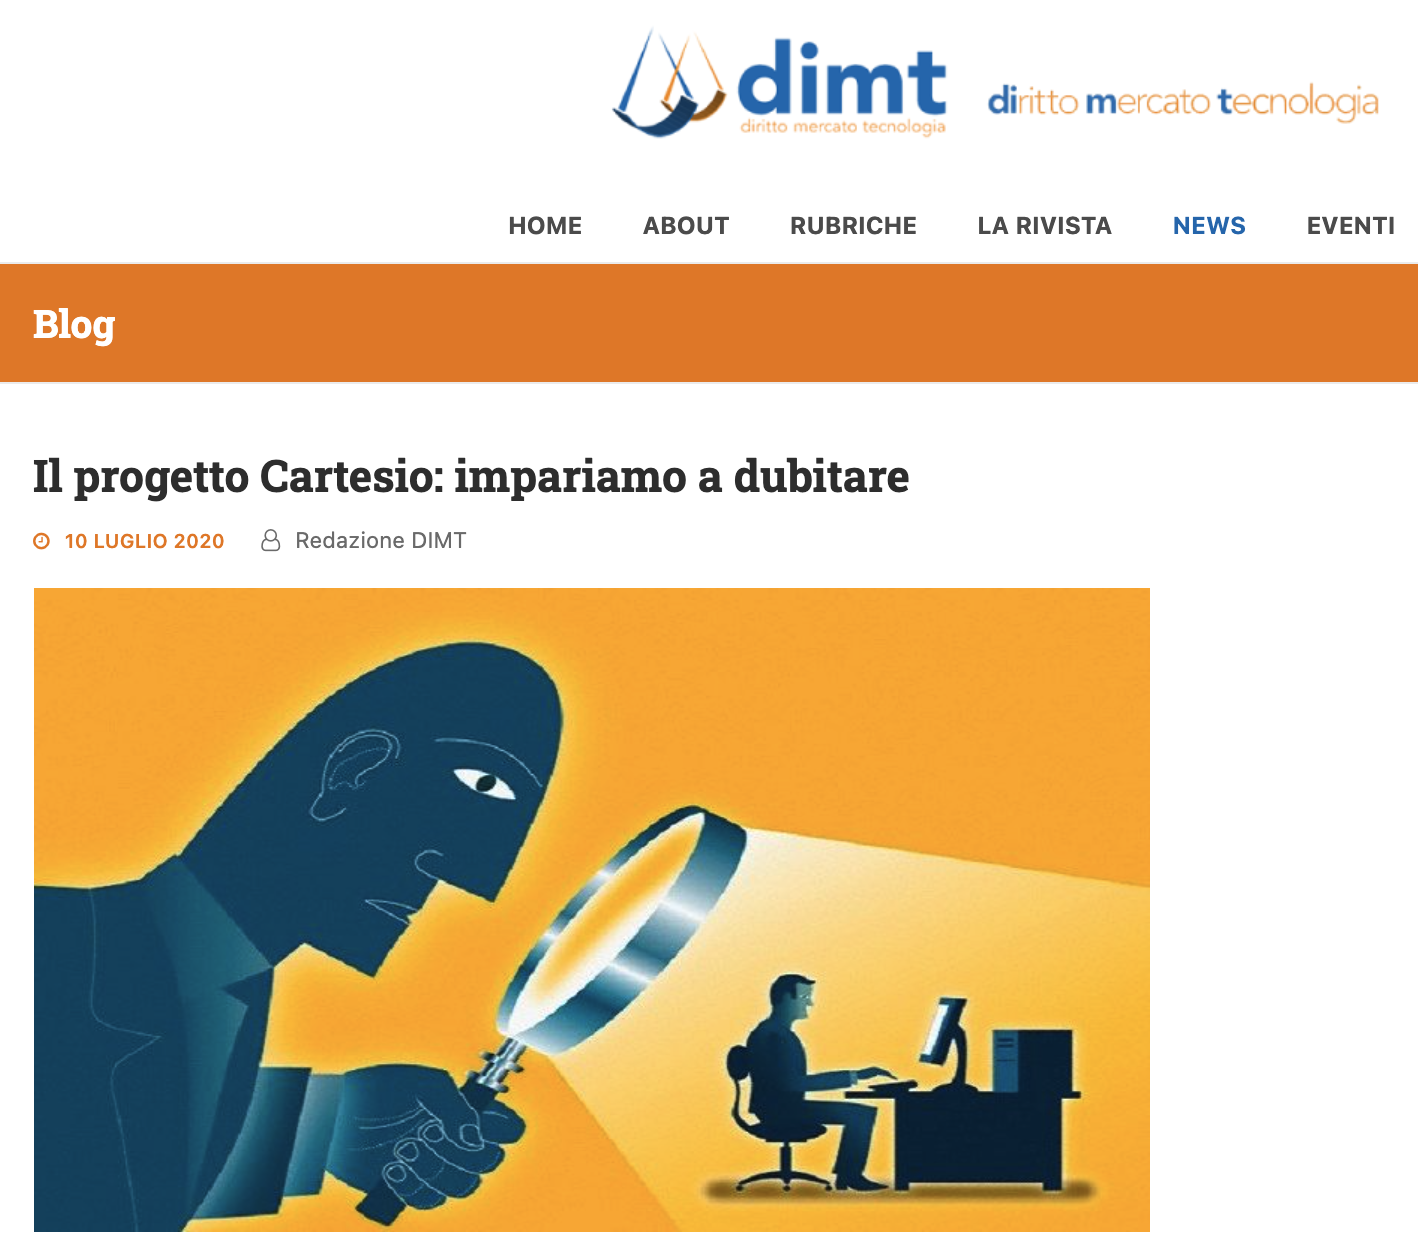 dimt
diritto mercato tecnologia
diritto mercato tecnologia
HOME ABOUT RUBRICHE LA RIVISTA NEWS EVENTI
Blog
Il progetto Cartesio: impariamo a dubitare
10 LUGLIO 2020 Redazione DIMT